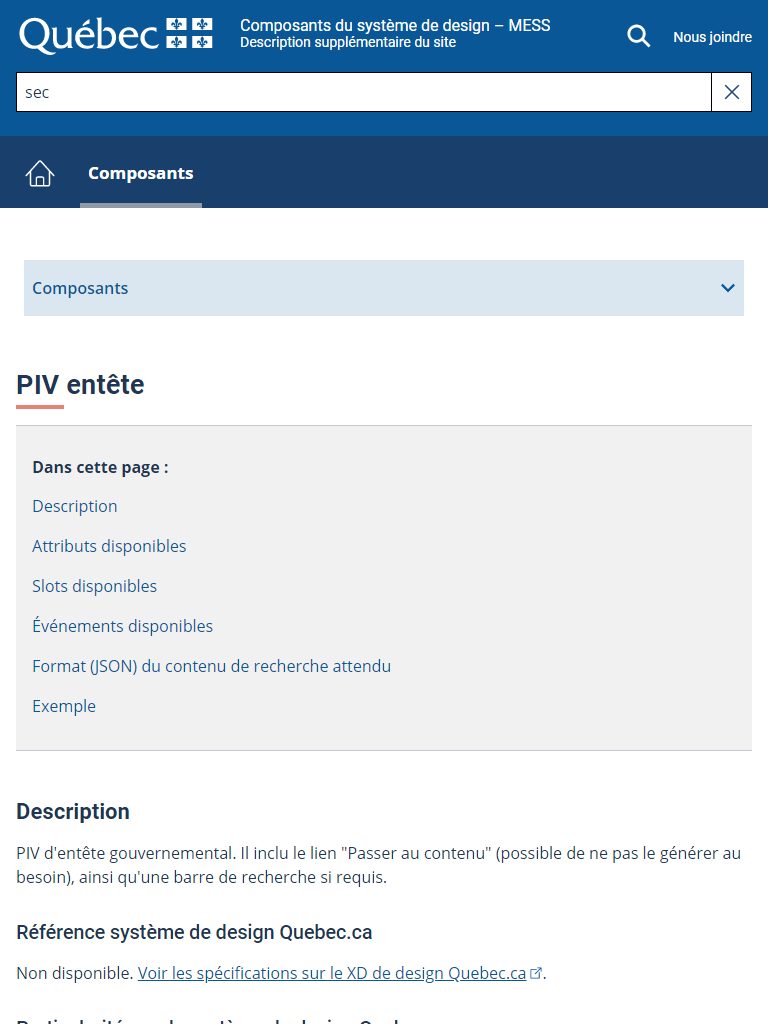 Québec
Composants du système de design – MESS
Description supplémentaire du site
Nous joindre
sec
Composants
Composants
PIV entête
Dans cette page :
Description
Attributs disponibles
Slots disponibles
Événements disponibles
Format (JSON) du contenu de recherche attendu
Exemple
Description
PIV d'entête gouvernemental. Il inclu le lien "Passer au contenu" (possible de ne pas le générer au
besoin), ainsi qu'une barre de recherche si requis.
Référence système de design Quebec.ca
Non disponible. Voir les spécifications sur le XD de design Quebec.ca.